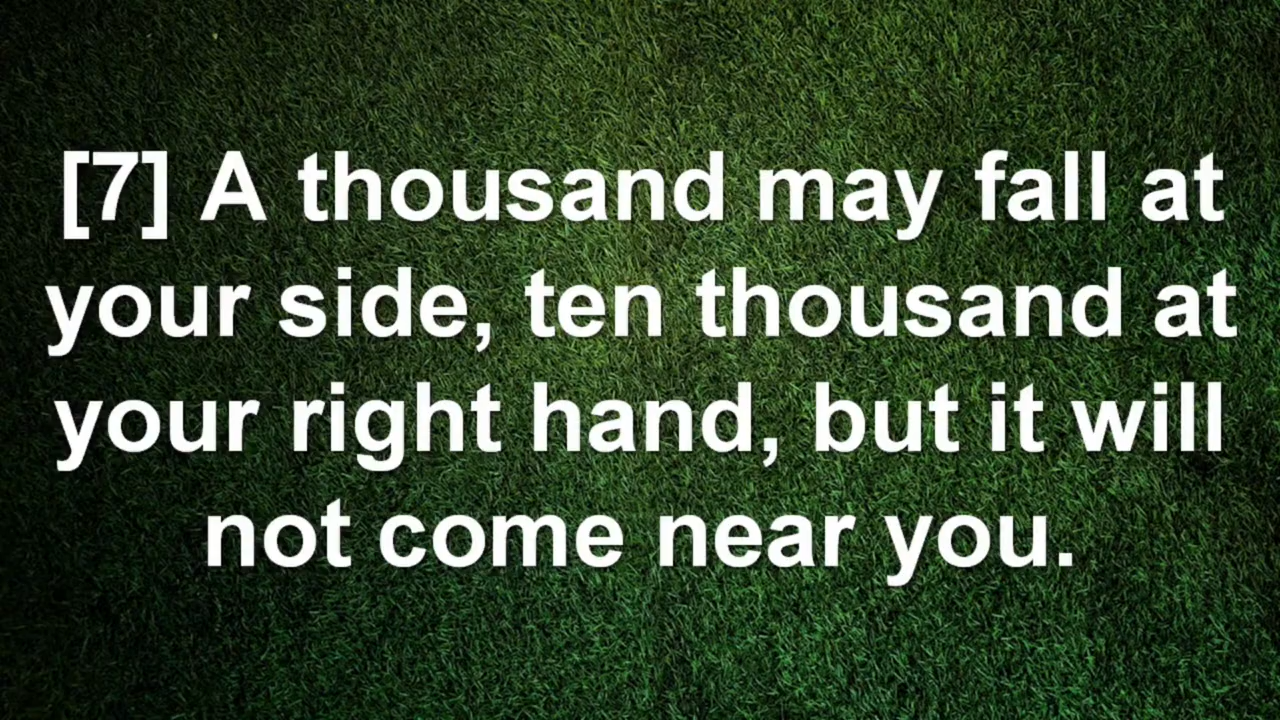 [7] A thousand may fall at
your side, ten thousand at
your right hand, but it will
not come near you.